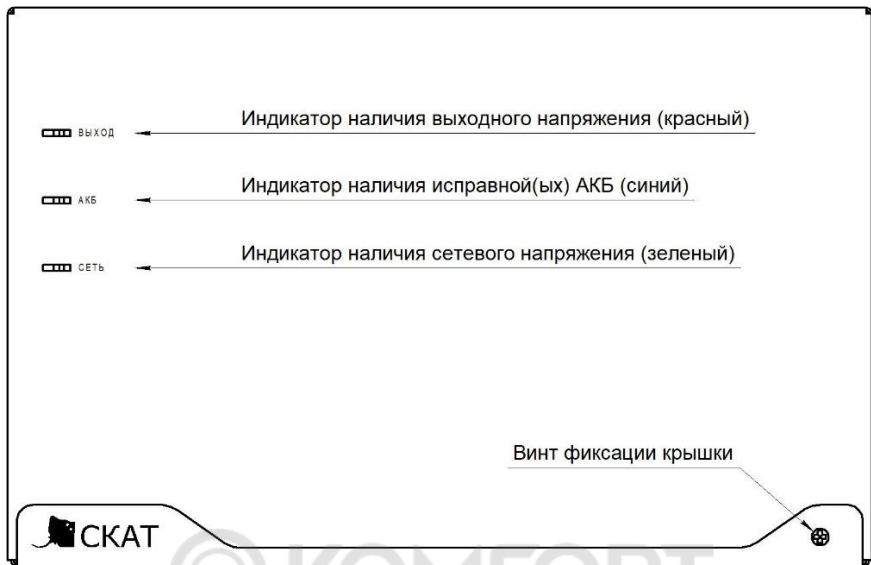 Индикатор наличия выходного напряжения (красный)
ВЫХОД
Индикатор наличия исправной(ых) АКБ (синий)
АКБ
Индикатор наличия сетевого напряжения (зеленый)
СЕТЬ
Винт фиксации крышки
СКАТ
КОМFORT